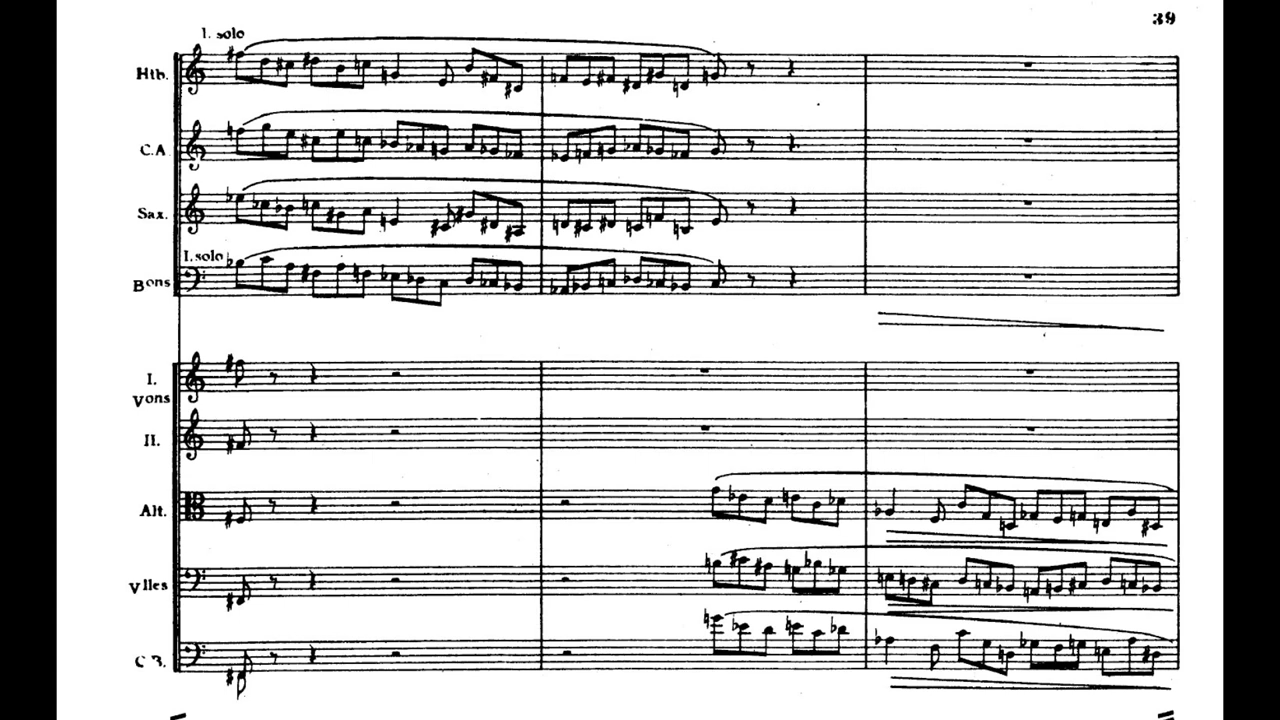 39
1. solo
Htb.
C.A
Sax.
I. solo
Bons
I.
Vons
II.
Alt.
Vlles
C B.